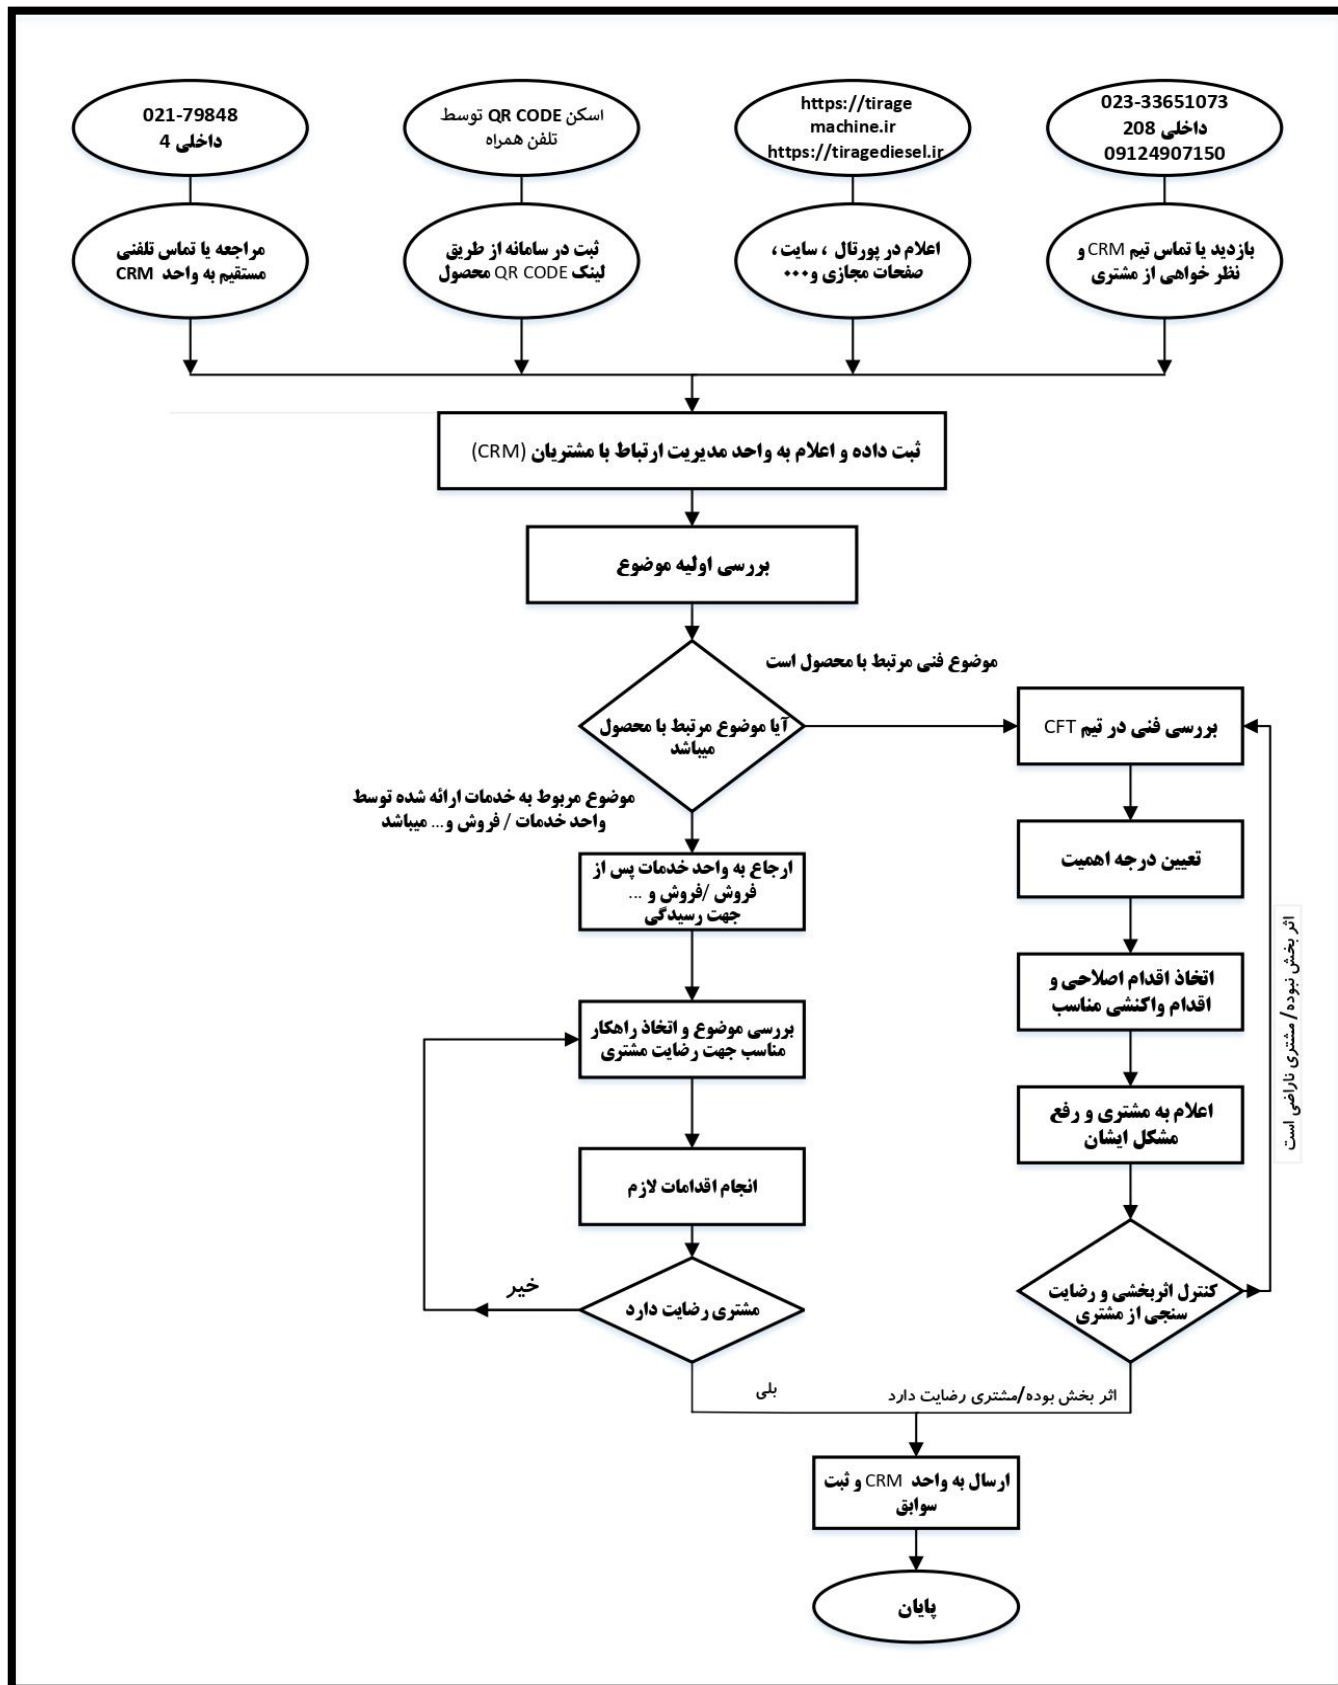 021-79848
داخلی 4
اسکن QR CODE توسط
تلفن همراه
https://tirage
machine.ir
https://tiragediesel.ir
023-33651073
داخلی 208
09124907150
مراجعه یا تماس تلفنی
مستقیم به واحد CRM
ثبت در سامانه از طریق
لینک QR CODE محصول
اعلام در پورتال ، سایت ،
صفحات مجازی و۰۰۰
بازدید یا تماس تیم CRM و
نظر خواهی از مشتری
ثبت داده و اعلام به واحد مدیریت ارتباط با مشتریان (CRM)
بررسی اولیه موضوع
موضوع فنی مرتبط با محصول است
آیا موضوع مرتبط با محصول
میباشد
بررسی فنی در تیم CFT
موضوع مربوط به خدمات ارائه شده توسط
واحد خدمات / فروش و... میباشد
ارجاع به واحد خدمات پس از
فروش /فروش و ...
جهت رسیدگی
تعیین درجه اهمیت
اتخاذ اقدام اصلاحی و
اقدام واکنشی مناسب
بررسی موضوع و اتخاذ راهکار
مناسب جهت رضایت مشتری
اعلام به مشتری و رفع
مشکل ایشان
اثر بخش نبوده/ مشتری ناراضی است
انجام اقدامات لازم
کنترل اثربخشی و رضایت
سنجی از مشتری
خیر
مشتری رضایت دارد
بلی
اثر بخش بوده/مشتری رضایت دارد
ارسال به واحد CRM و ثبت
سوابق
پایان